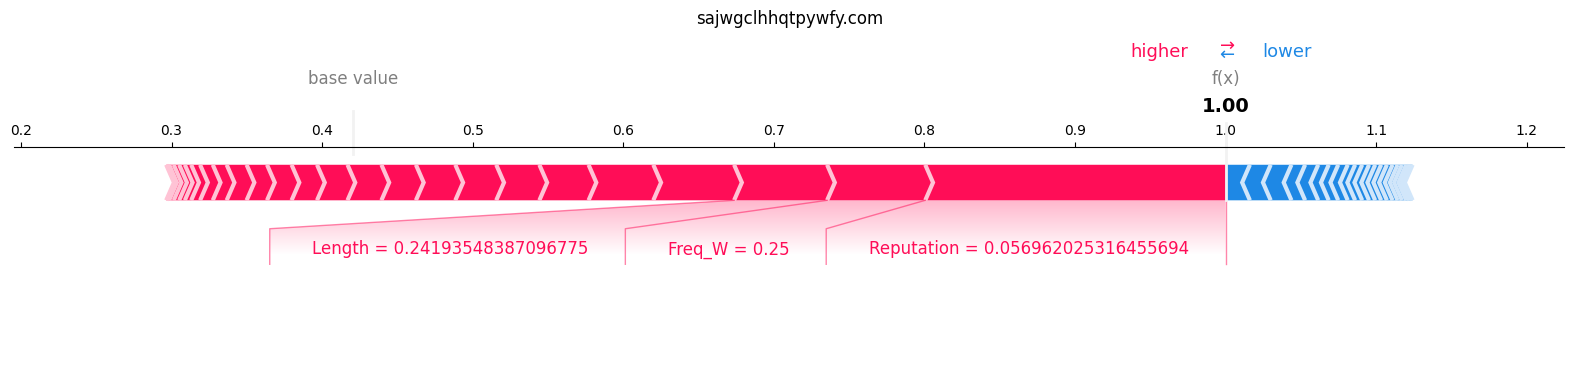 sajwgclhhqtpywfy.com
higher ⇄ lower
base value f(x)
1.00
0.2 0.3 0.4 0.5 0.6 0.7 0.8 0.9 1.0 1.1 1.2
Length = 0.24193548387096775 Freq_W = 0.25 Reputation = 0.056962025316455694